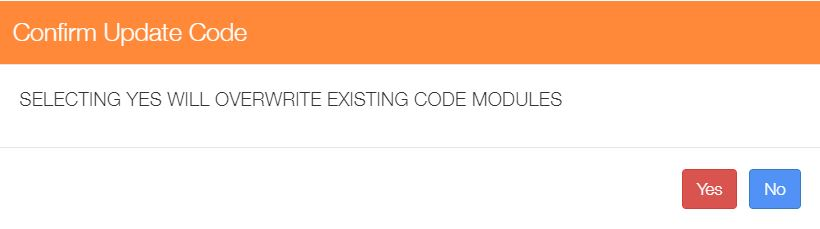 Confirm Update Code
SELECTING YES WILL OVERWRITE EXISTING CODE MODULES
Yes No